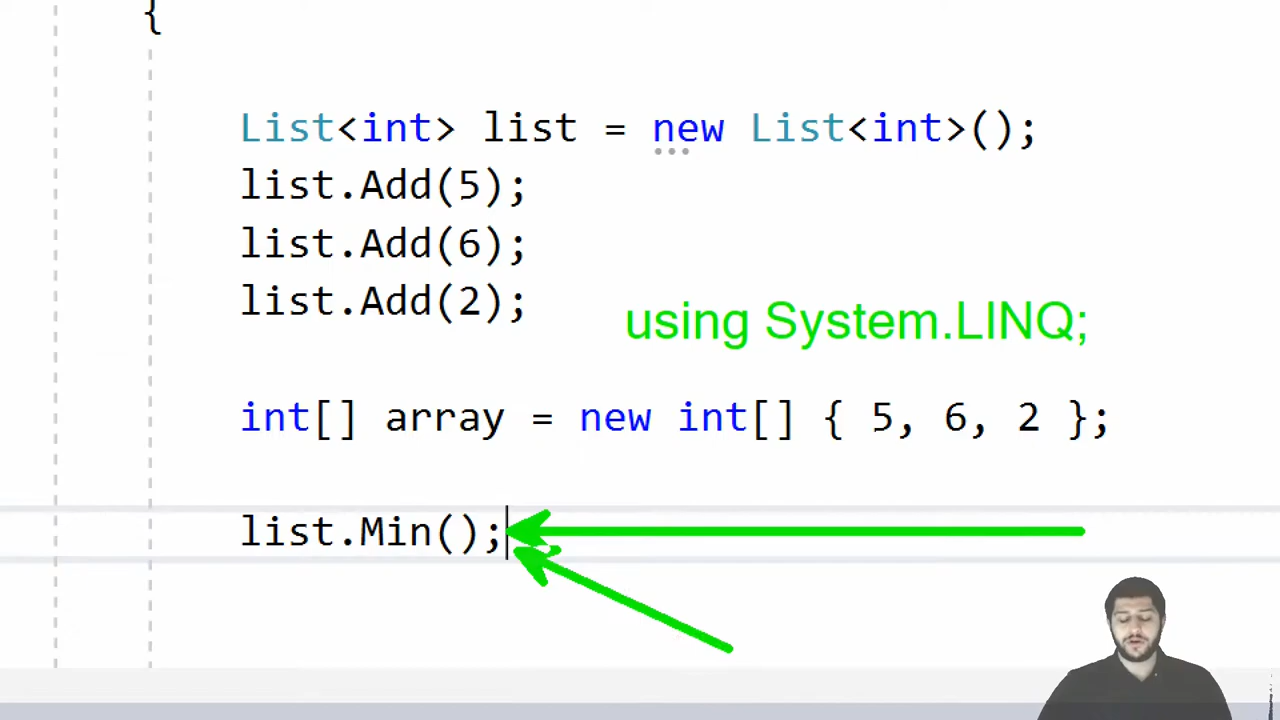 {
List<int> list = new List<int>();
list.Add(5);
list.Add(6);
list.Add(2);
using System.LINQ;
int[] array = new int[] { 5, 6, 2 };
list.Min();